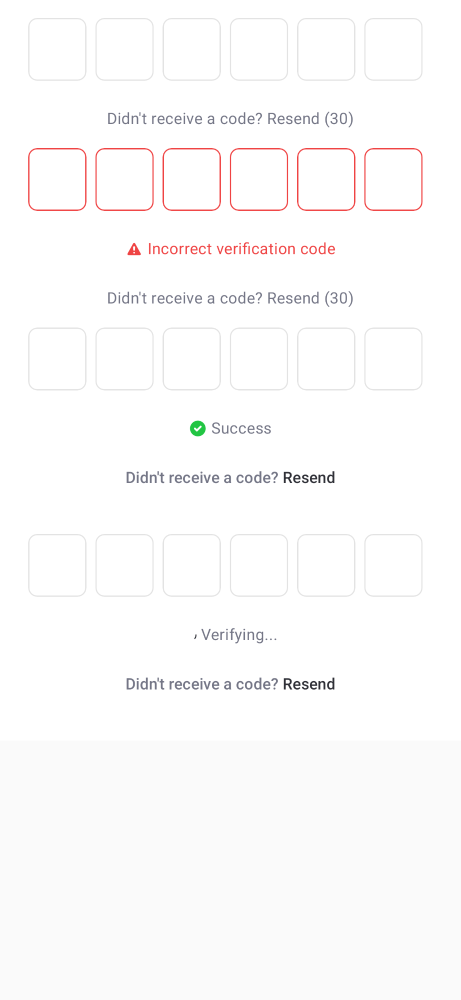 Didn't receive a code? Resend (30)
Incorrect verification code
Didn't receive a code? Resend (30)
Success
Didn't receive a code? Resend
Verifying...
Didn't receive a code? Resend